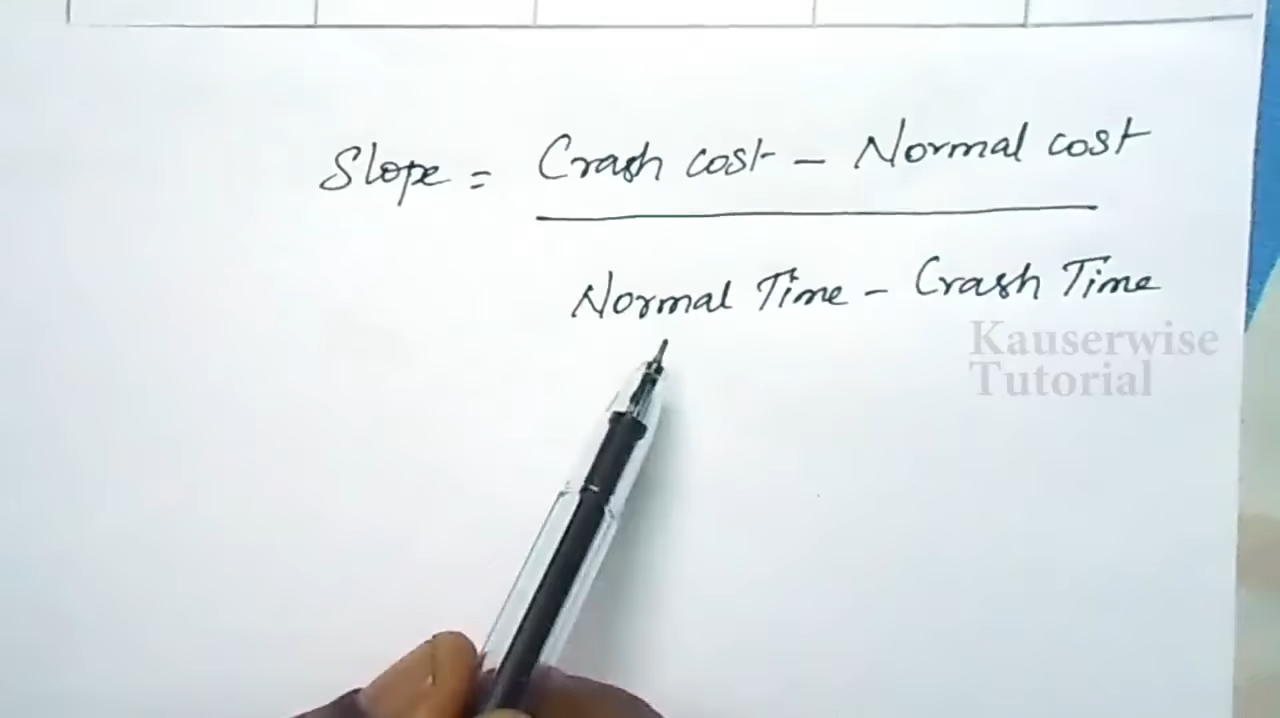 Slope = Crash cost - Normal cost
Normal Time - Crash Time
Kauserwise
Tutorial